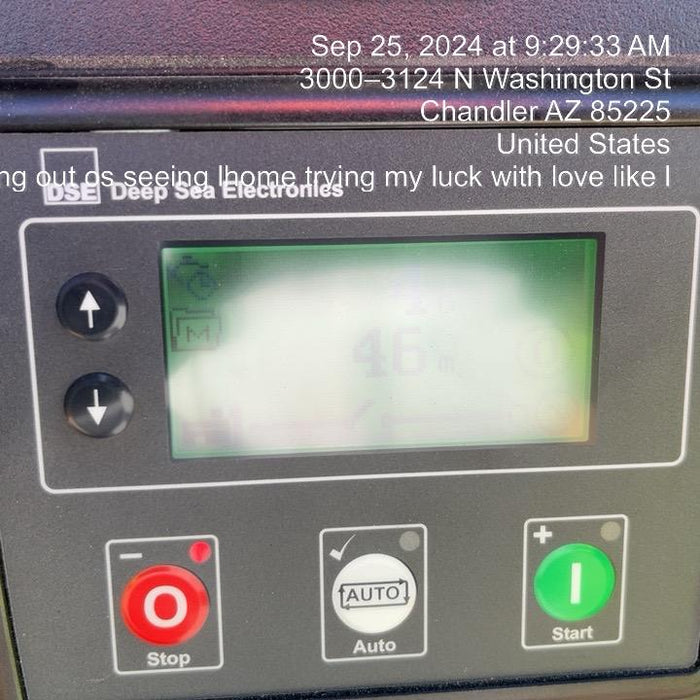 Sep 25, 2024 at 9:29:33 AM
3000–3124 N Washington St
Chandler AZ 85225
United States
ng out os seeing lhome trying my luck with love like I
DSE Deep Sea Electronics
M
46
O
AUTO
I
Stop
Auto
Start